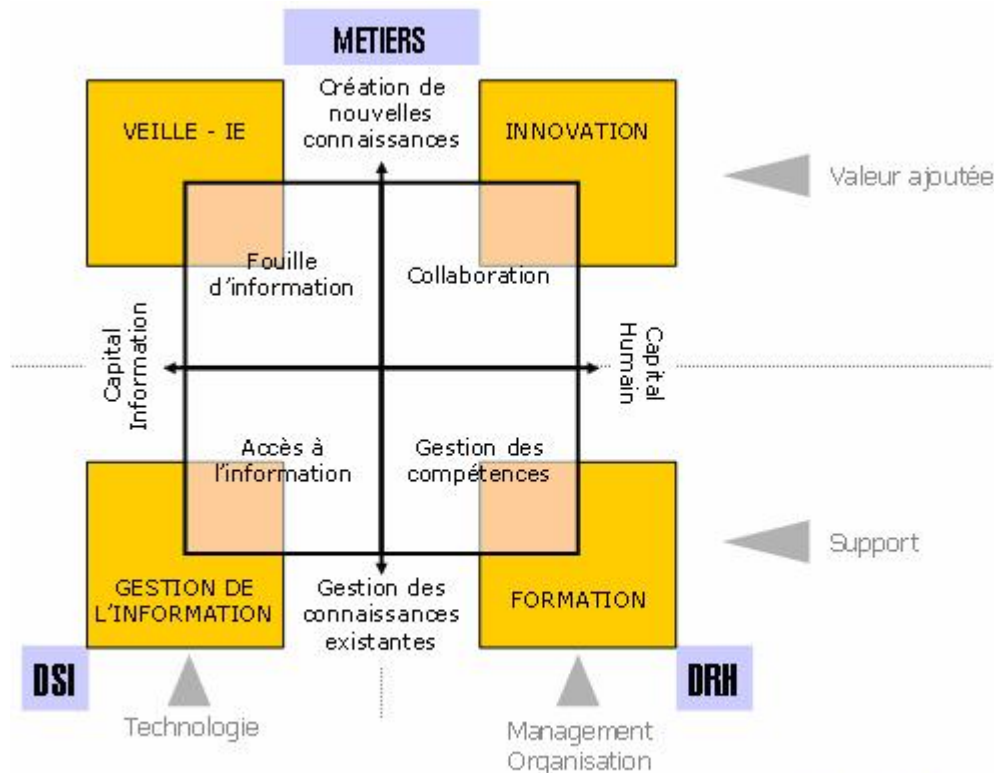 METIERS
Création de
nouvelles
connaissances
VEILLE - IE
INNOVATION
Valeur ajoutée
Fouille
d'information
Collaboration
Capital
Information
Capital
Humain
Accès à
l'information
Gestion des
compétences
Support
GESTION DE
L'INFORMATION
Gestion des
connaissances
existantes
FORMATION
DSI
DRH
Technologie
Management
Organisation